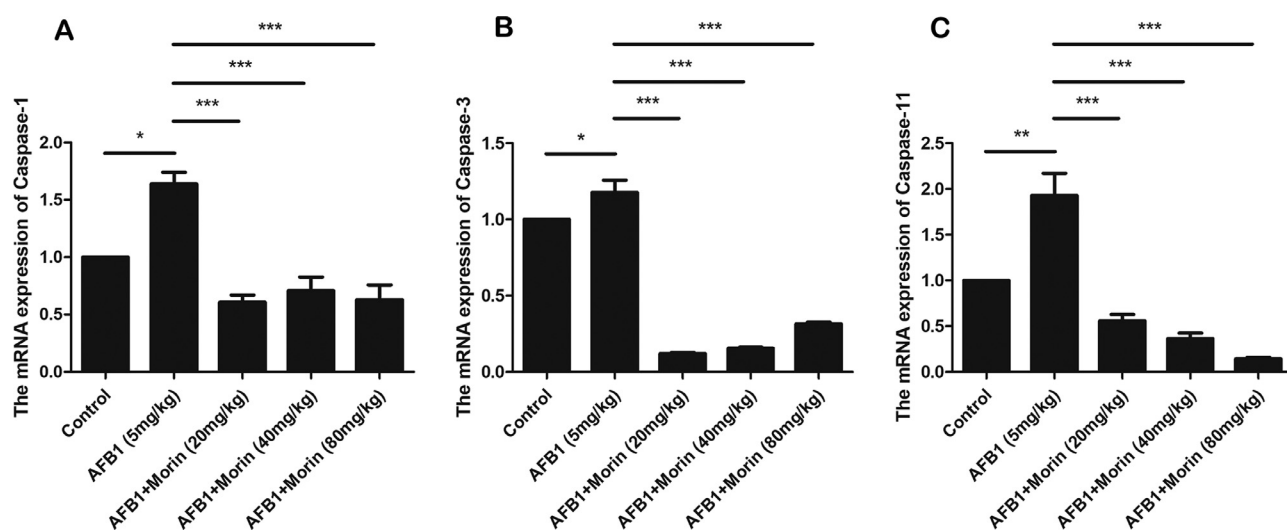 A
***
***
***
*
The mRNA expression of Caspase-1
2.0
1.5
1.0
0.5
0.0
Control
AFB1 (5mg/kg)
AFB1+Morin (20mg/kg)
AFB1+Morin (40mg/kg)
AFB1+Morin (80mg/kg)
B
***
***
***
*
The mRNA expression of Caspase-3
1.5
1.0
0.5
0.0
Control
AFB1 (5mg/kg)
AFB1+Morin (20mg/kg)
AFB1+Morin (40mg/kg)
AFB1+Morin (80mg/kg)
C
***
***
***
**
The mRNA expression of Caspase-11
2.5
2.0
1.5
1.0
0.5
0.0
Control
AFB1 (5mg/kg)
AFB1+Morin (20mg/kg)
AFB1+Morin (40mg/kg)
AFB1+Morin (80mg/kg)